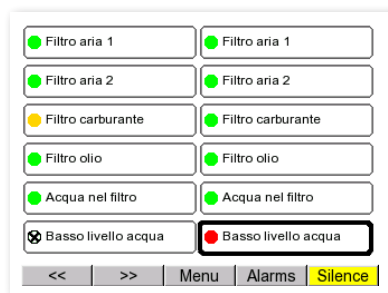 Filtro aria 1 Filtro aria 1
Filtro aria 2 Filtro aria 2
Filtro carburante Filtro carburante
Filtro olio Filtro olio
Acqua nel filtro Acqua nel filtro
Basso livello acqua Basso livello acqua
<< >> Menu Alarms Silence